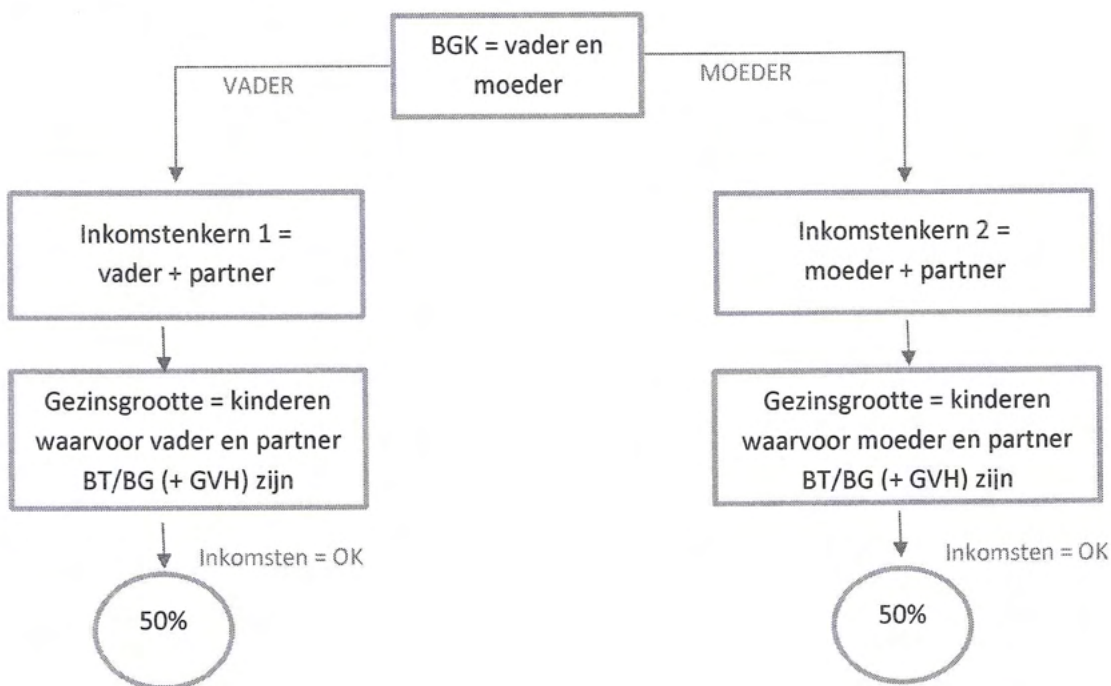 BGK = vader en
moeder
VADER
MOEDER
Inkomstenkern 1 =
vader + partner
Inkomstenkern 2 =
moeder + partner
Gezinsgrootte = kinderen
waarvoor vader en partner
BT/BG (+ GVH) zijn
Gezinsgrootte = kinderen
waarvoor moeder en partner
BT/BG (+ GVH) zijn
Inkomsten = OK
Inkomsten = OK
50%
50%